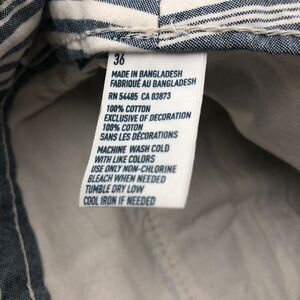 36
MADE IN BANGLADESH
FABRIQUÉ AU BANGLADESH
RN 54485 CA 03873
100% COTTON
EXCLUSIVE OF DECORATION
100% COTON
SANS LES DÉCORATIONS
MACHINE WASH COLD
WITH LIKE COLORS
USE ONLY NON-CHLORINE
BLEACH WHEN NEEDED
TUMBLE DRY LOW
COOL IRON IF NEEDED